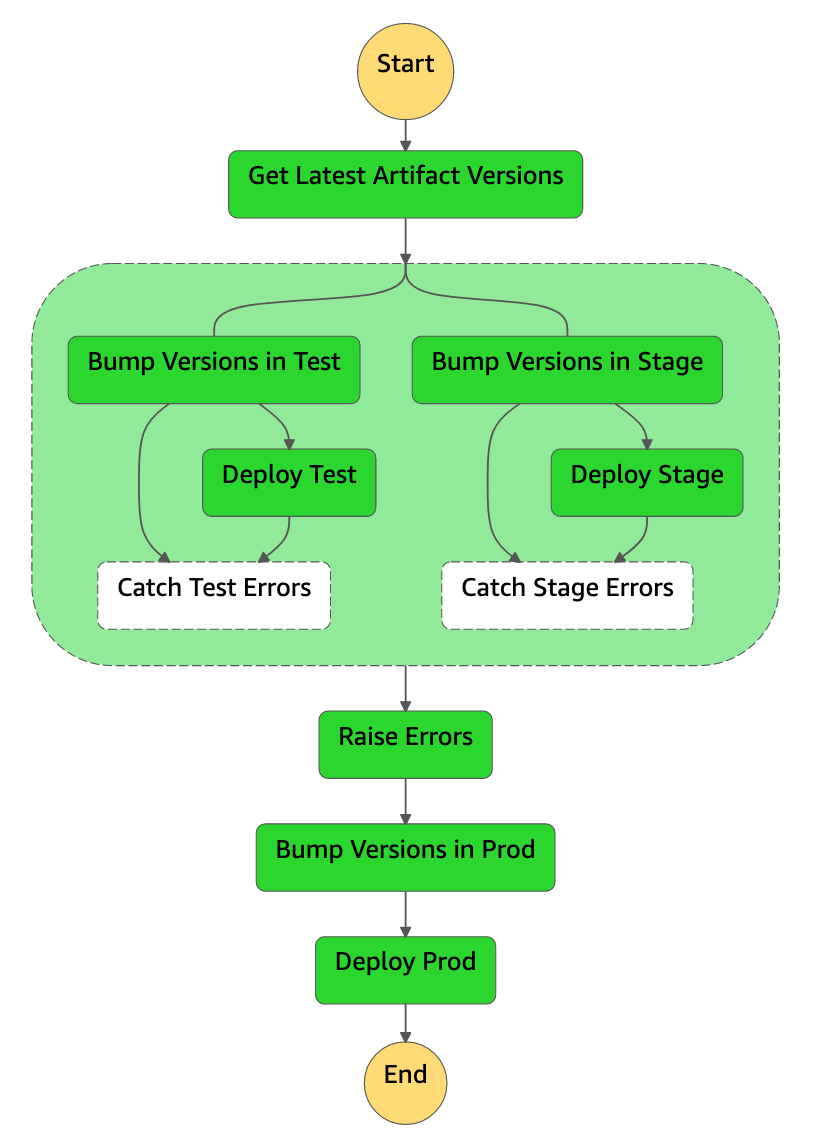 Start
Get Latest Artifact Versions
Bump Versions in Test
Bump Versions in Stage
Deploy Test
Deploy Stage
Catch Test Errors
Catch Stage Errors
Raise Errors
Bump Versions in Prod
Deploy Prod
End